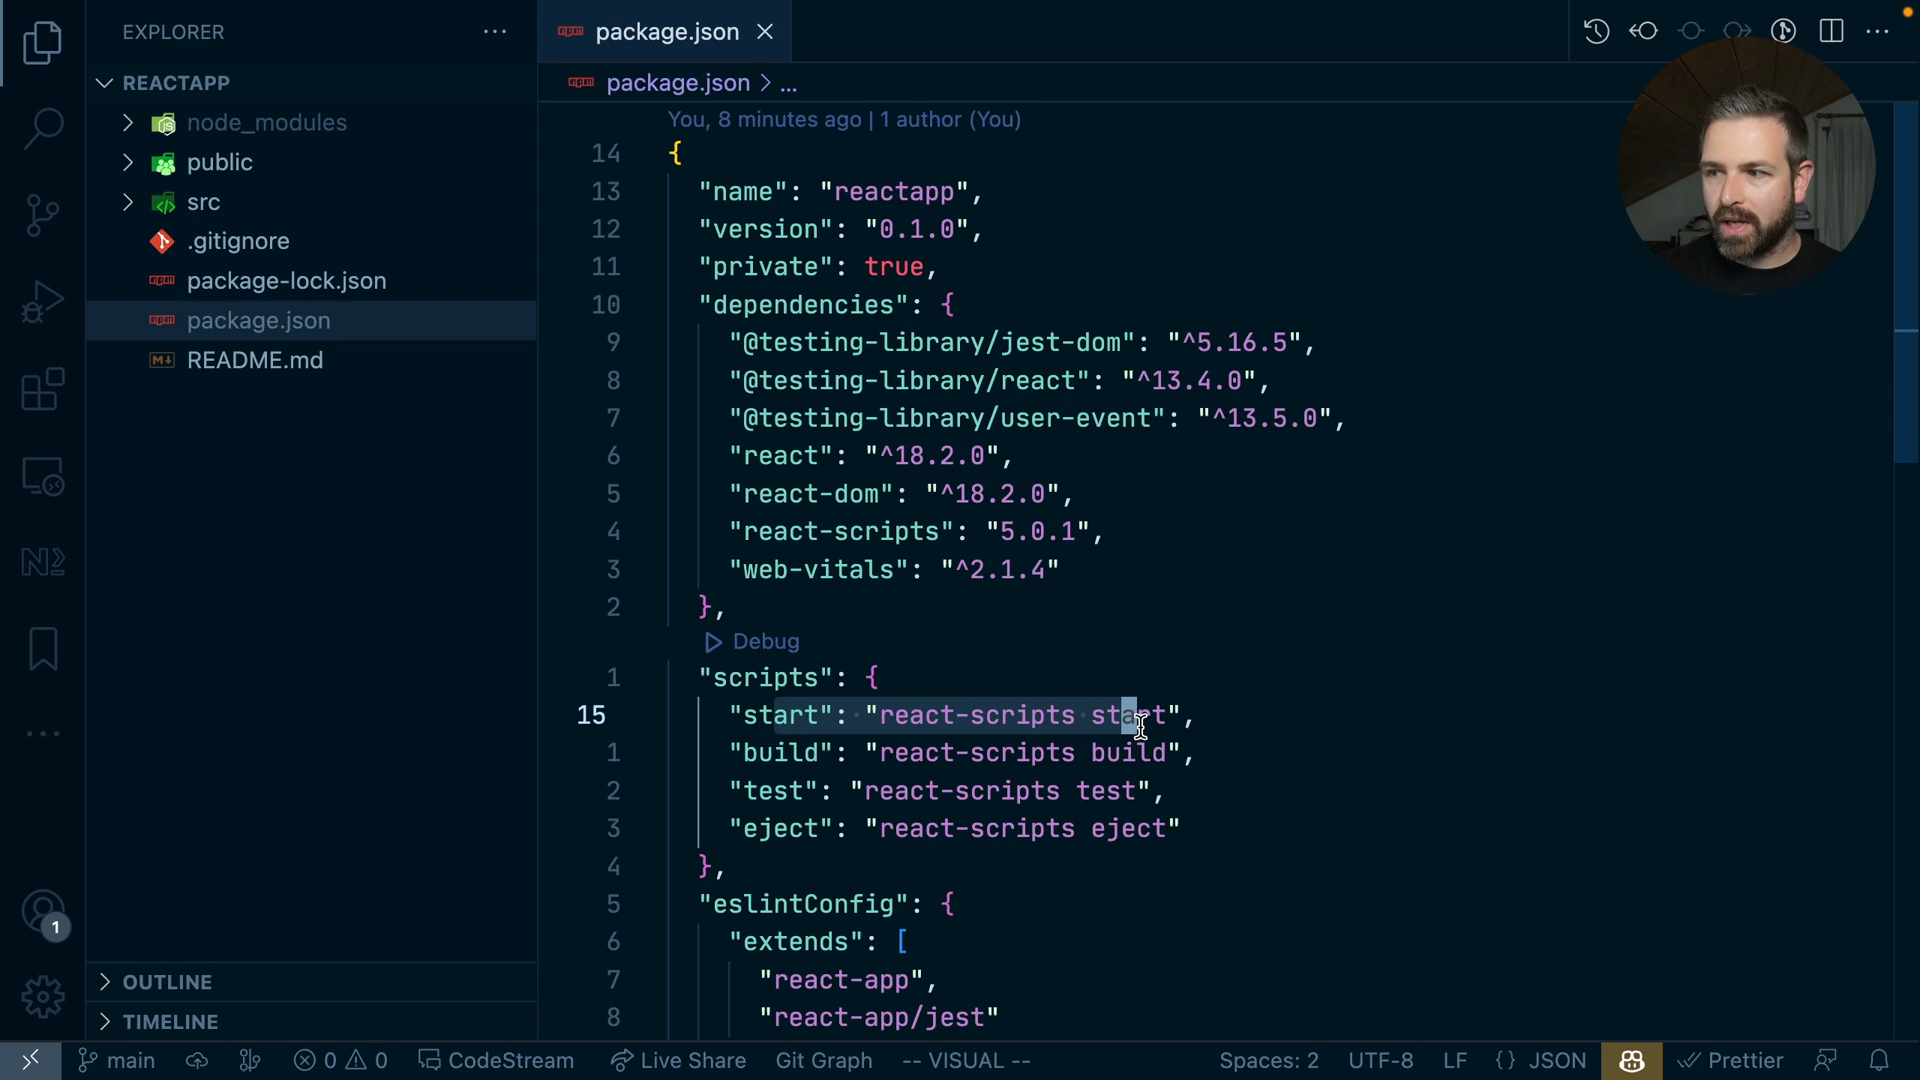 EXPLORER
REACTAPP
node_modules
public
src
.gitignore
package-lock.json
package.json
README.md
OUTLINE
TIMELINE
package.json
package.json > ...
You, 8 minutes ago | 1 author (You)
14 {
13 "name": "reactapp",
12 "version": "0.1.0",
11 "private": true,
10 "dependencies": {
9 "@testing-library/jest-dom": "^5.16.5",
8 "@testing-library/react": "^13.4.0",
7 "@testing-library/user-event": "^13.5.0",
6 "react": "^18.2.0",
5 "react-dom": "^18.2.0",
4 "react-scripts": "5.0.1",
3 "web-vitals": "^2.1.4"
2 },
Debug
1 "scripts": {
15 "start": "react-scripts start",
1 "build": "react-scripts build",
2 "test": "react-scripts test",
3 "eject": "react-scripts eject"
4 },
5 "eslintConfig": {
6 "extends": [
7 "react-app",
8 "react-app/jest"
1
main 0 0 CodeStream Live Share Git Graph -- VISUAL -- Spaces: 2 UTF-8 LF {} JSON Prettier